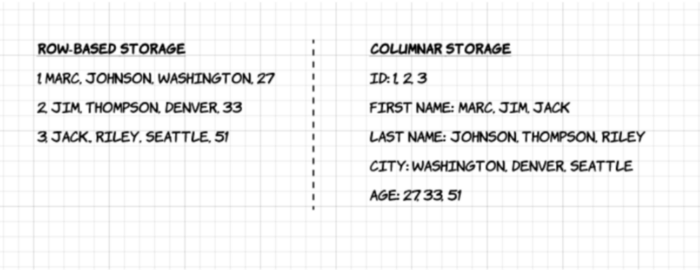 ROW-BASED STORAGE
1, MARC, JOHNSON, WASHINGTON, 27
2, JIM, THOMPSON, DENVER, 33
3, JACK, RILEY, SEATTLE, 51
COLUMNAR STORAGE
ID: 1, 2, 3
FIRST NAME: MARC, JIM, JACK
LAST NAME: JOHNSON, THOMPSON, RILEY
CITY: WASHINGTON, DENVER, SEATTLE
AGE: 27, 33, 51